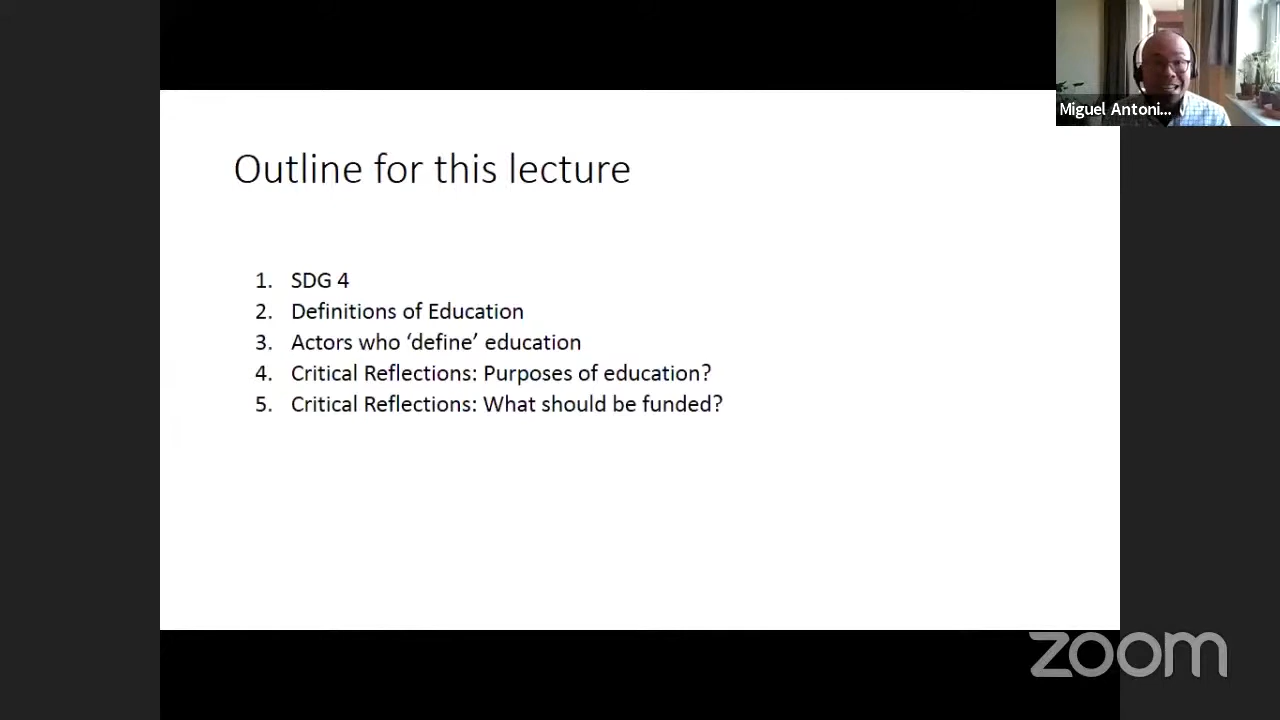 Miguel Antoni...
Outline for this lecture
1. SDG 4
2. Definitions of Education
3. Actors who ‘define’ education
4. Critical Reflections: Purposes of education?
5. Critical Reflections: What should be funded?
zoom